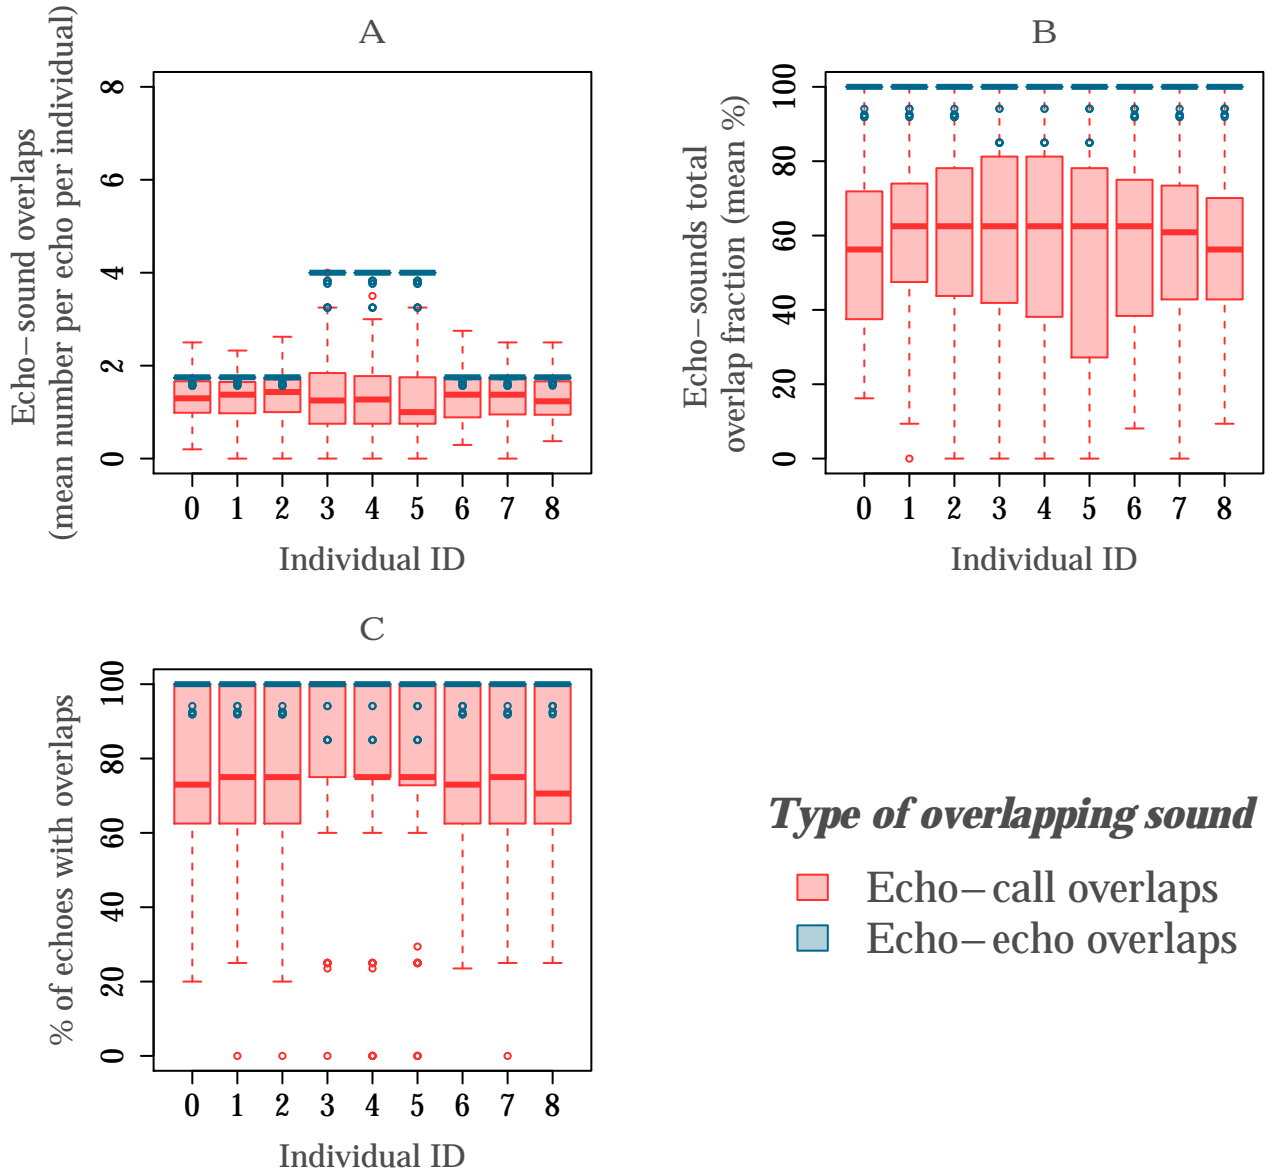 A
Echo−sound overlaps
(mean number per echo per individual)
8
6
4
2
0
0 1 2 3 4 5 6 7 8
Individual ID
B
Echo−sounds total
overlap fraction (mean %)
100
80
60
40
20
0
0 1 2 3 4 5 6 7 8
Individual ID
C
% of echoes with overlaps
100
80
60
40
20
0
0 1 2 3 4 5 6 7 8
Individual ID
Type of overlapping sound
Echo−call overlaps
Echo−echo overlaps